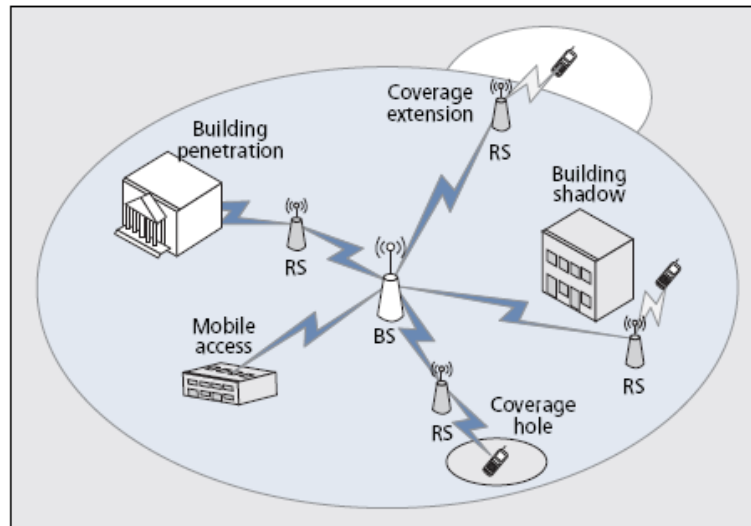 Coverage
extension
RS
Building
penetration
RS
Building
shadow
BS
Mobile
access
RS
RS
Coverage
hole